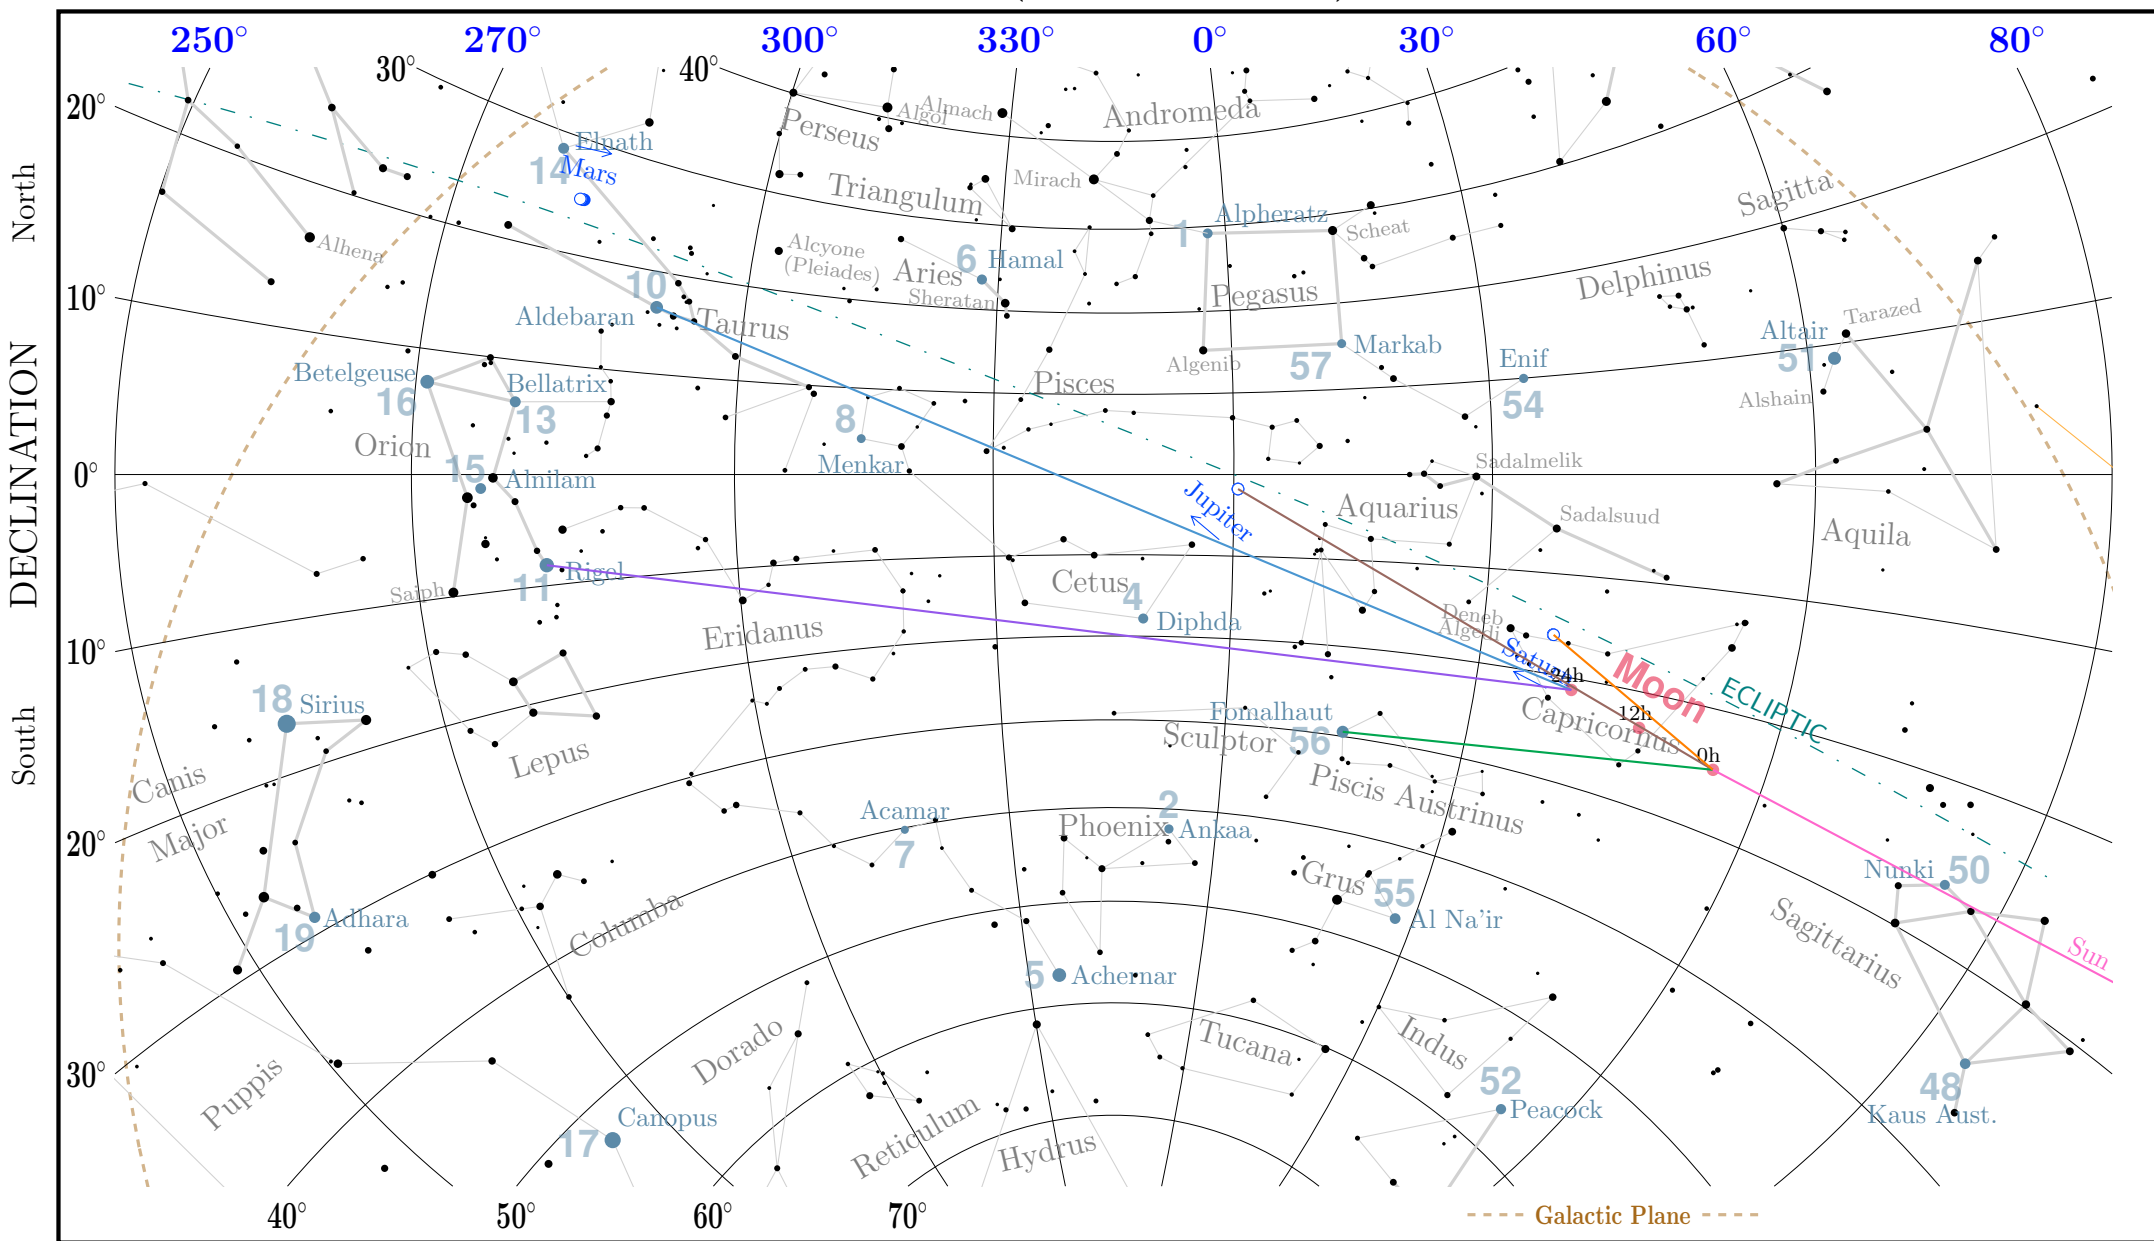 250° 270° 300° 330° 0° 30° 60° 80°
30° 40°
20°
10°
0°
10°
20°
30°
40° 50° 60° 70°
North
DECLINATION
South
Elnath
14
Mars
Perseus
Algol
Almach
Andromeda
Triangulum
Mirach
Alpheratz
1
Scheat
Sagitta
Alhena
Alcyone
(Pleiades)
6
Hamal
Aries
Sheratan
Pegasus
Delphinus
10
Aldebaran
Taurus
Tarazed
Altair
51
Alshain
Algenib
57
Markab
Enif
54
Betelgeuse
16
Bellatrix
13
Orion
8
Menkar
Pisces
15
Alnilam
Sadalmelik
Jupiter
Aquarius
Sadalsuud
Aquila
Rigel
11
Saiph
Cetus
4
Diphda
Eridanus
Deneb
Algedi
Saturn
24h
Moon
12h
0h
ECLIPTIC
Capricornus
18
Sirius
Lepus
Canis
Major
Fomalhaut
56
Sculptor
Piscis Austrinus
Acamar
7
Phoenix
2
Ankaa
Grus
55
Al Na'ir
Nunki
50
Sagittarius
Sun
19
Adhara
Columba
5
Achernar
Dorado
Tucana
Indus
Puppis
17
Canopus
Reticulum
Hydrus
52
Peacock
48
Kaus Aust.
Galactic Plane